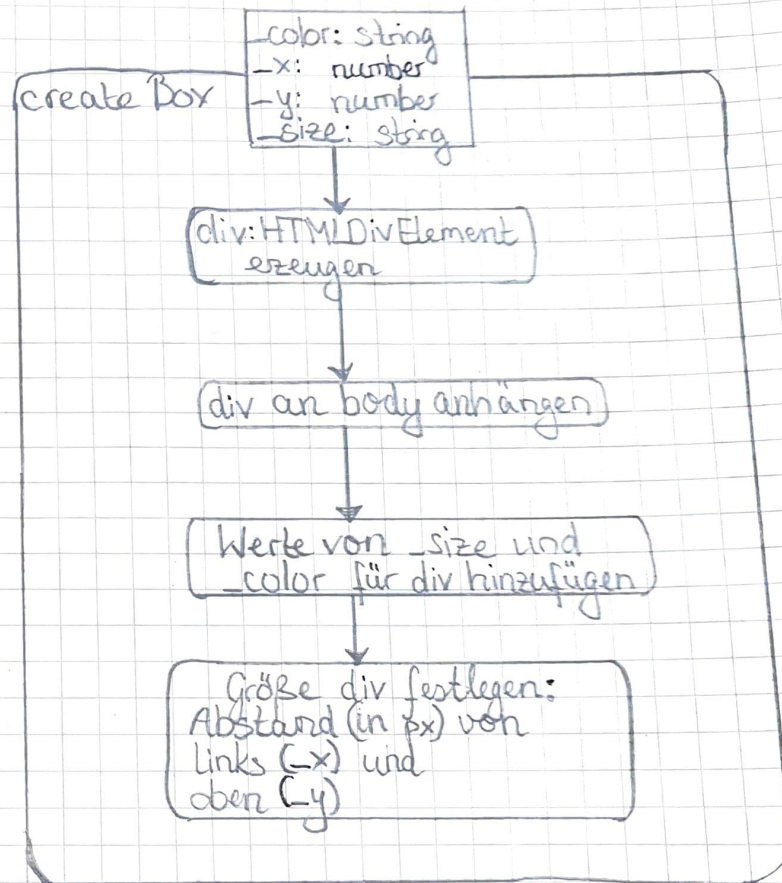 _color: string
_x: number
_y: number
_size: string
create Box
div: HTMLDivElement
erzeugen
div an body anhängen
Werte von _size und
_color für div hinzufügen
Größe div festlegen:
Abstand (in px) von
Links (_x) und
oben (_y)